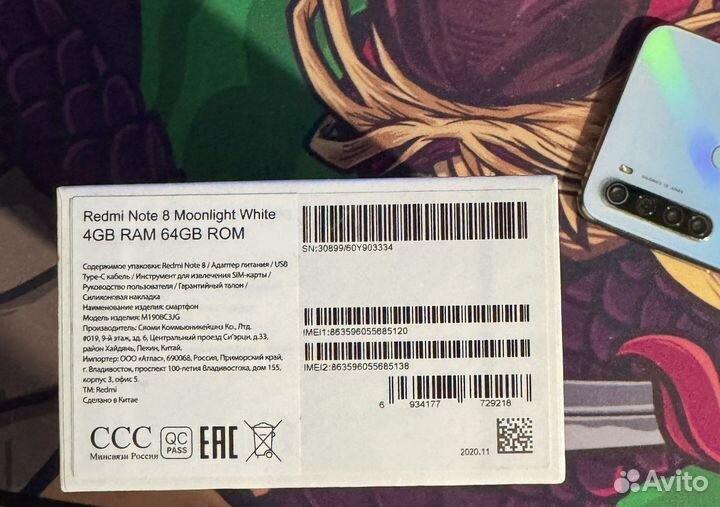 Redmi Note 8 Moonlight White
4GB RAM 64GB ROM
Содержимое упаковки: Redmi Note 8 / Адаптер питания / USB
Type-C кабель / Инструмент для извлечения SIM-карты /
Руководство пользователя / Гарантийный талон /
Силиконовая накладка
Наименование изделия: смартфон
Модель изделия: M1908C3JG
Производитель: Сяоми Коммьюникейшнз Ко., Лтд.
#019, 9-й этаж, зд. 6, Центральный проезд Си'эрци, д.33,
район Хайдянь, Пекин, Китай.
Импортер: ООО «Атлас», 690068, Россия, Приморский край,
г. Владивосток, проспект 100-летия Владивостока, дом 155,
корпус 3, офис 5.
TM: Redmi
Сделано в Китае
ССС
Минсвязи России
QC
PASS
EAC
SN:30899/60Y903334
IMEI1:863596055685120
IMEI2:863596055685138
6 934177 729218
2020.11
Avito